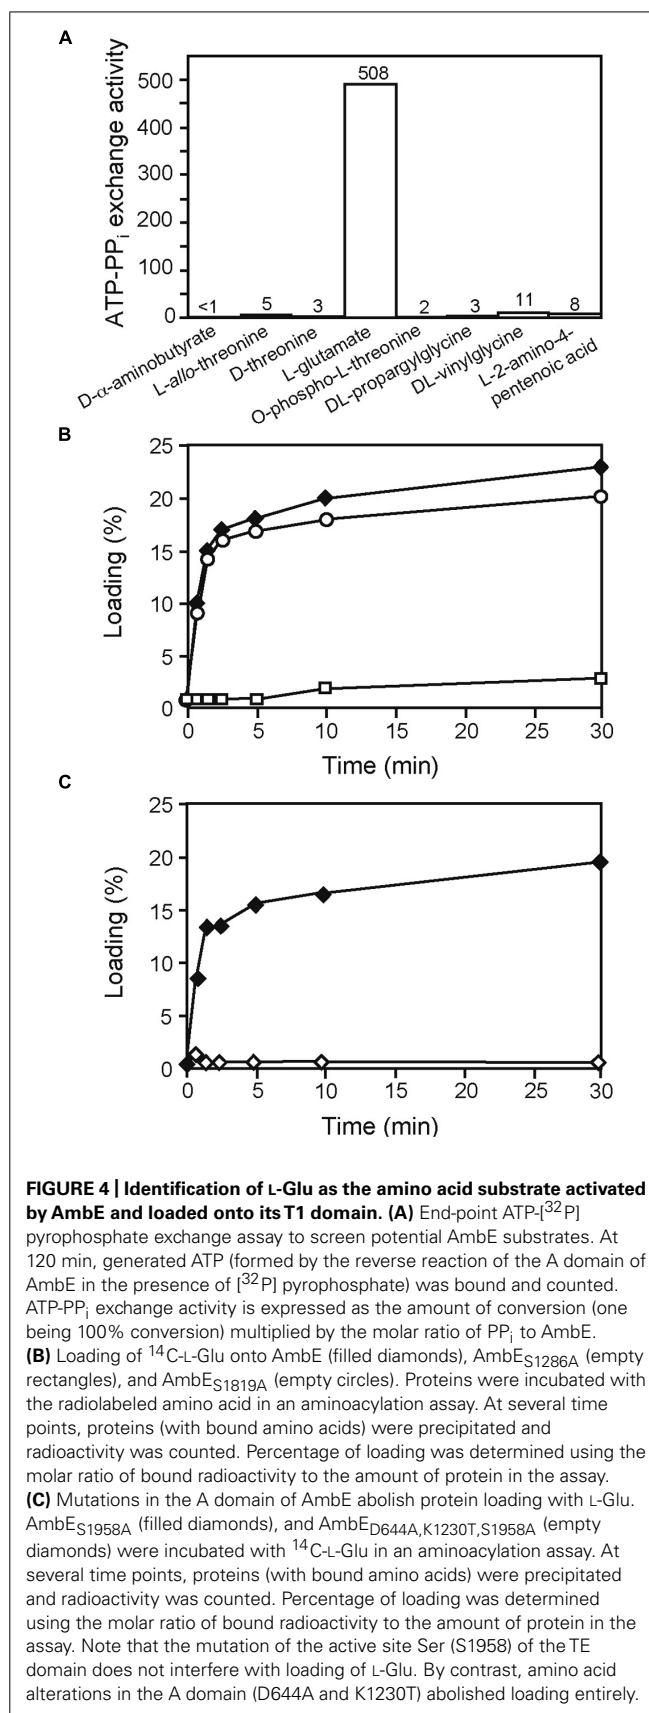 A
ATP-PPi exchange activity
500
400
300
200
100
0
<1
5
3
508
2
3
11
8
D-α-aminobutyrate
L-allo-threonine
D-threonine
L-glutamate
O-phospho-L-threonine
DL-propargylglycine
DL-vinylglycine
L-2-amino-4-
pentenoic acid
B
Loading (%)
25
20
15
10
5
0
0 5 10 15 20 25 30
Time (min)
C
Loading (%)
25
20
15
10
5
0
0 5 10 15 20 25 30
Time (min)
FIGURE 4 | Identification of L-Glu as the amino acid substrate activated
by AmbE and loaded onto its T1 domain. (A) End-point ATP-[32P]
pyrophosphate exchange assay to screen potential AmbE substrates. At
120 min, generated ATP (formed by the reverse reaction of the A domain of
AmbE in the presence of [32P] pyrophosphate) was bound and counted.
ATP-PPi exchange activity is expressed as the amount of conversion (one
being 100% conversion) multiplied by the molar ratio of PPi to AmbE.
(B) Loading of 14C-L-Glu onto AmbE (filled diamonds), AmbES1286A (empty
rectangles), and AmbES1819A (empty circles). Proteins were incubated with
the radiolabeled amino acid in an aminoacylation assay. At several time
points, proteins (with bound amino acids) were precipitated and
radioactivity was counted. Percentage of loading was determined using the
molar ratio of bound radioactivity to the amount of protein in the assay.
(C) Mutations in the A domain of AmbE abolish protein loading with L-Glu.
AmbES1958A (filled diamonds), and AmbED644A,K1230T,S1958A (empty
diamonds) were incubated with 14C-L-Glu in an aminoacylation assay. At
several time points, proteins (with bound amino acids) were precipitated
and radioactivity was counted. Percentage of loading was determined
using the molar ratio of bound radioactivity to the amount of protein in the
assay. Note that the mutation of the active site Ser (S1958) of the TE
domain does not interfere with loading of L-Glu. By contrast, amino acid
alterations in the A domain (D644A and K1230T) abolished loading entirely.